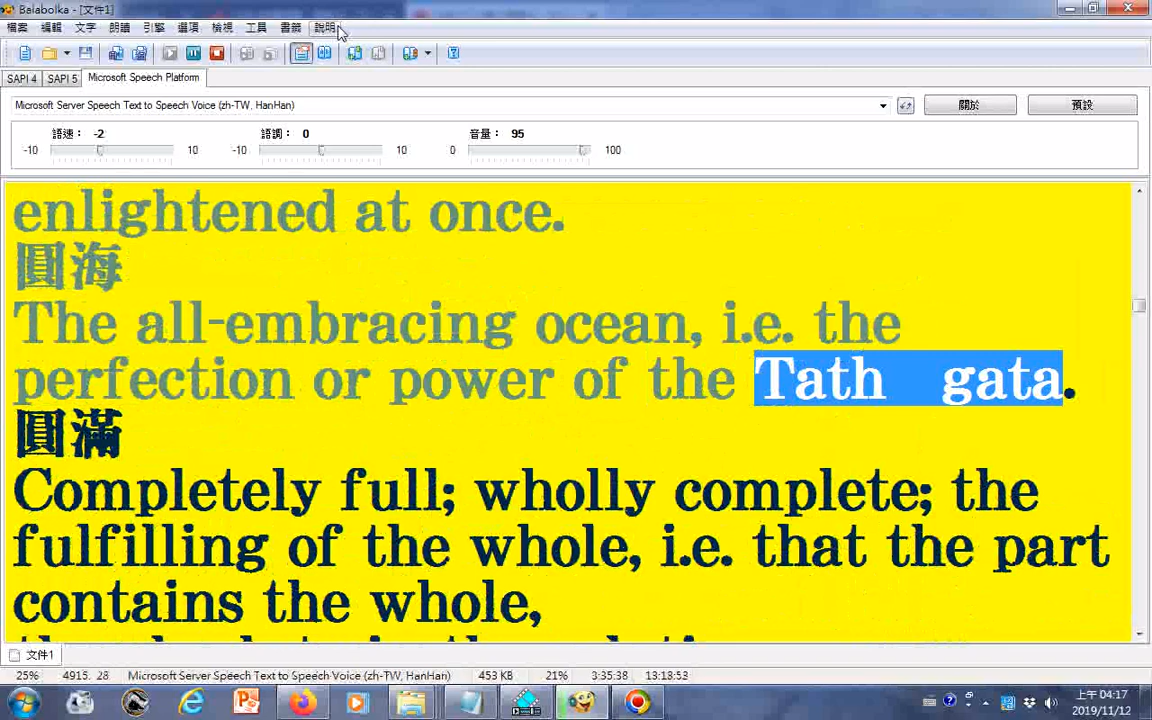 Balabolka - [文件1]
檔案 編輯 文字 朗讀 引擎 選項 檢視 工具 書籤 說明
SAPI 4 SAPI 5 Microsoft Speech Platform
Microsoft Server Speech Text to Speech Voice (zh-TW, HanHan) 關於 預設
語速： -2 語調： 0 音量： 95
-10 10 -10 10 0 100
enlightened at once.
圓海
The all-embracing ocean, i.e. the
perfection or power of the Tath gata.
圓滿
Completely full; wholly complete; the
fulfilling of the whole, i.e. that the part
contains the whole,
文件1
25% 4915. 28 Microsoft Server Speech Text to Speech Voice (zh-TW, HanHan) 453 KB 21% 3:35:38 13:18:53
上午 04:17
2019/11/12